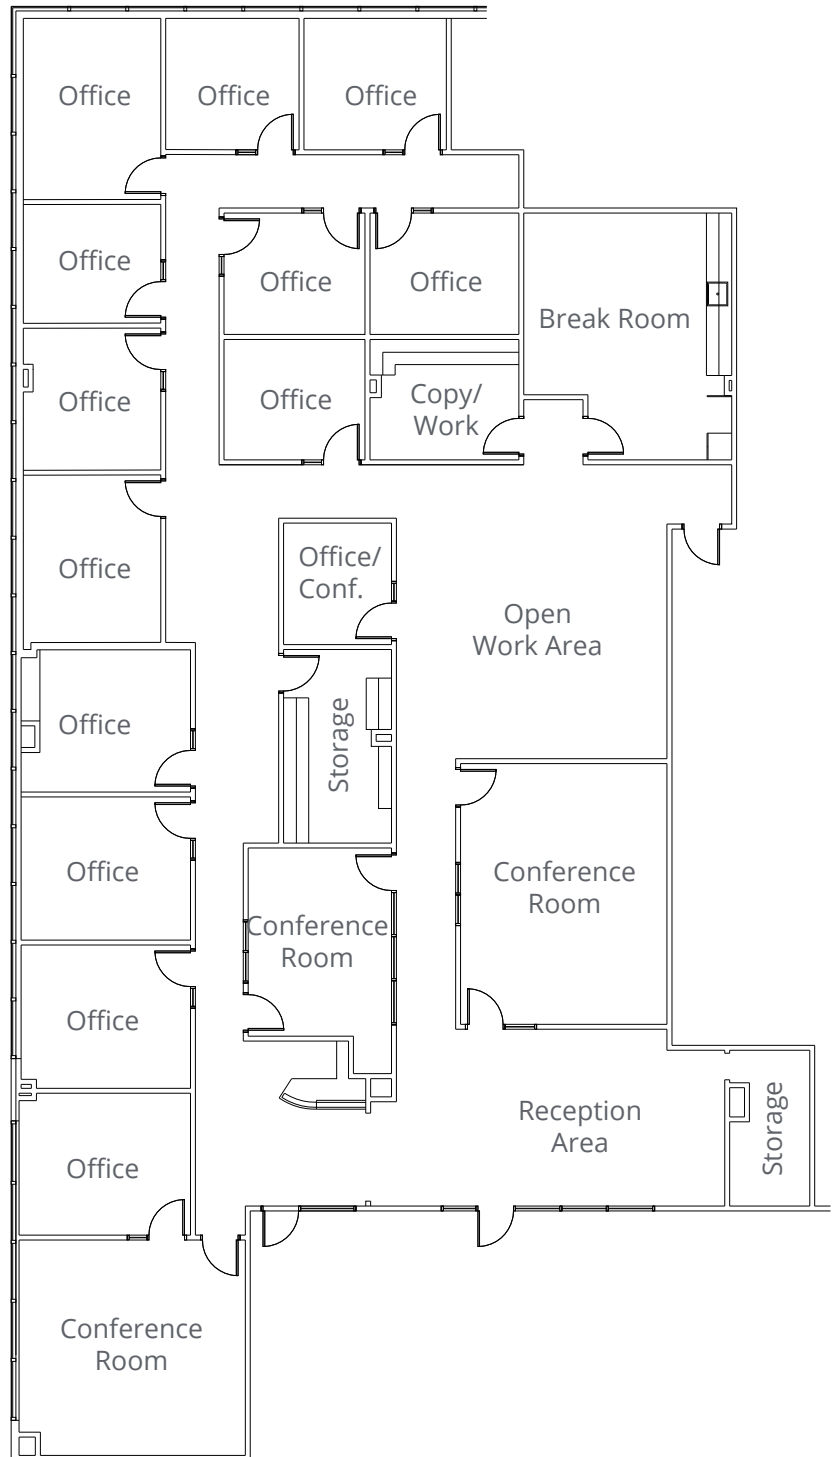 Office
Office
Office
Office
Office
Office
Break Room
Office
Office
Copy/
Work
Office
Office/
Conf.
Open
Work Area
Office
Storage
Office
Conference
Room
Conference
Room
Office
Reception
Area
Storage
Office
Conference
Room